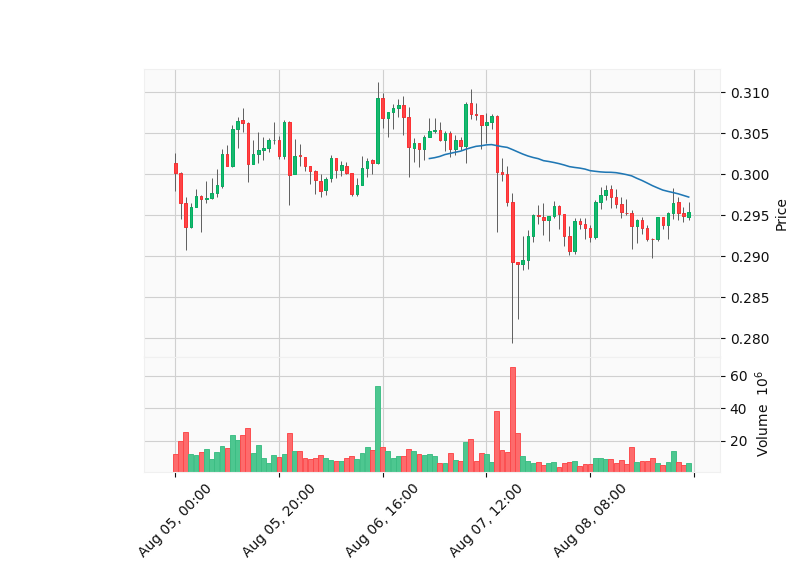 0.310
0.305
0.300
0.295
0.290
0.285
0.280
Price
60
40
20
Volume 10⁶
Aug 05, 00:00
Aug 05, 20:00
Aug 06, 16:00
Aug 07, 12:00
Aug 08, 08:00